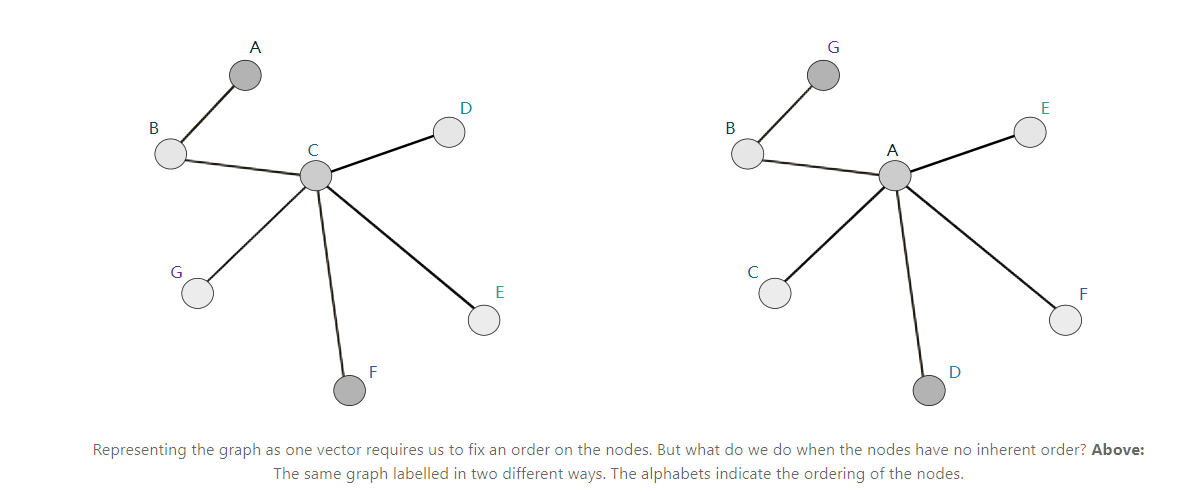 A
G
D
E
B
B
C
A
G
C
E
F
F
D
Representing the graph as one vector requires us to fix an order on the nodes. But what do we do when the nodes have no inherent order? Above:
The same graph labelled in two different ways. The alphabets indicate the ordering of the nodes.